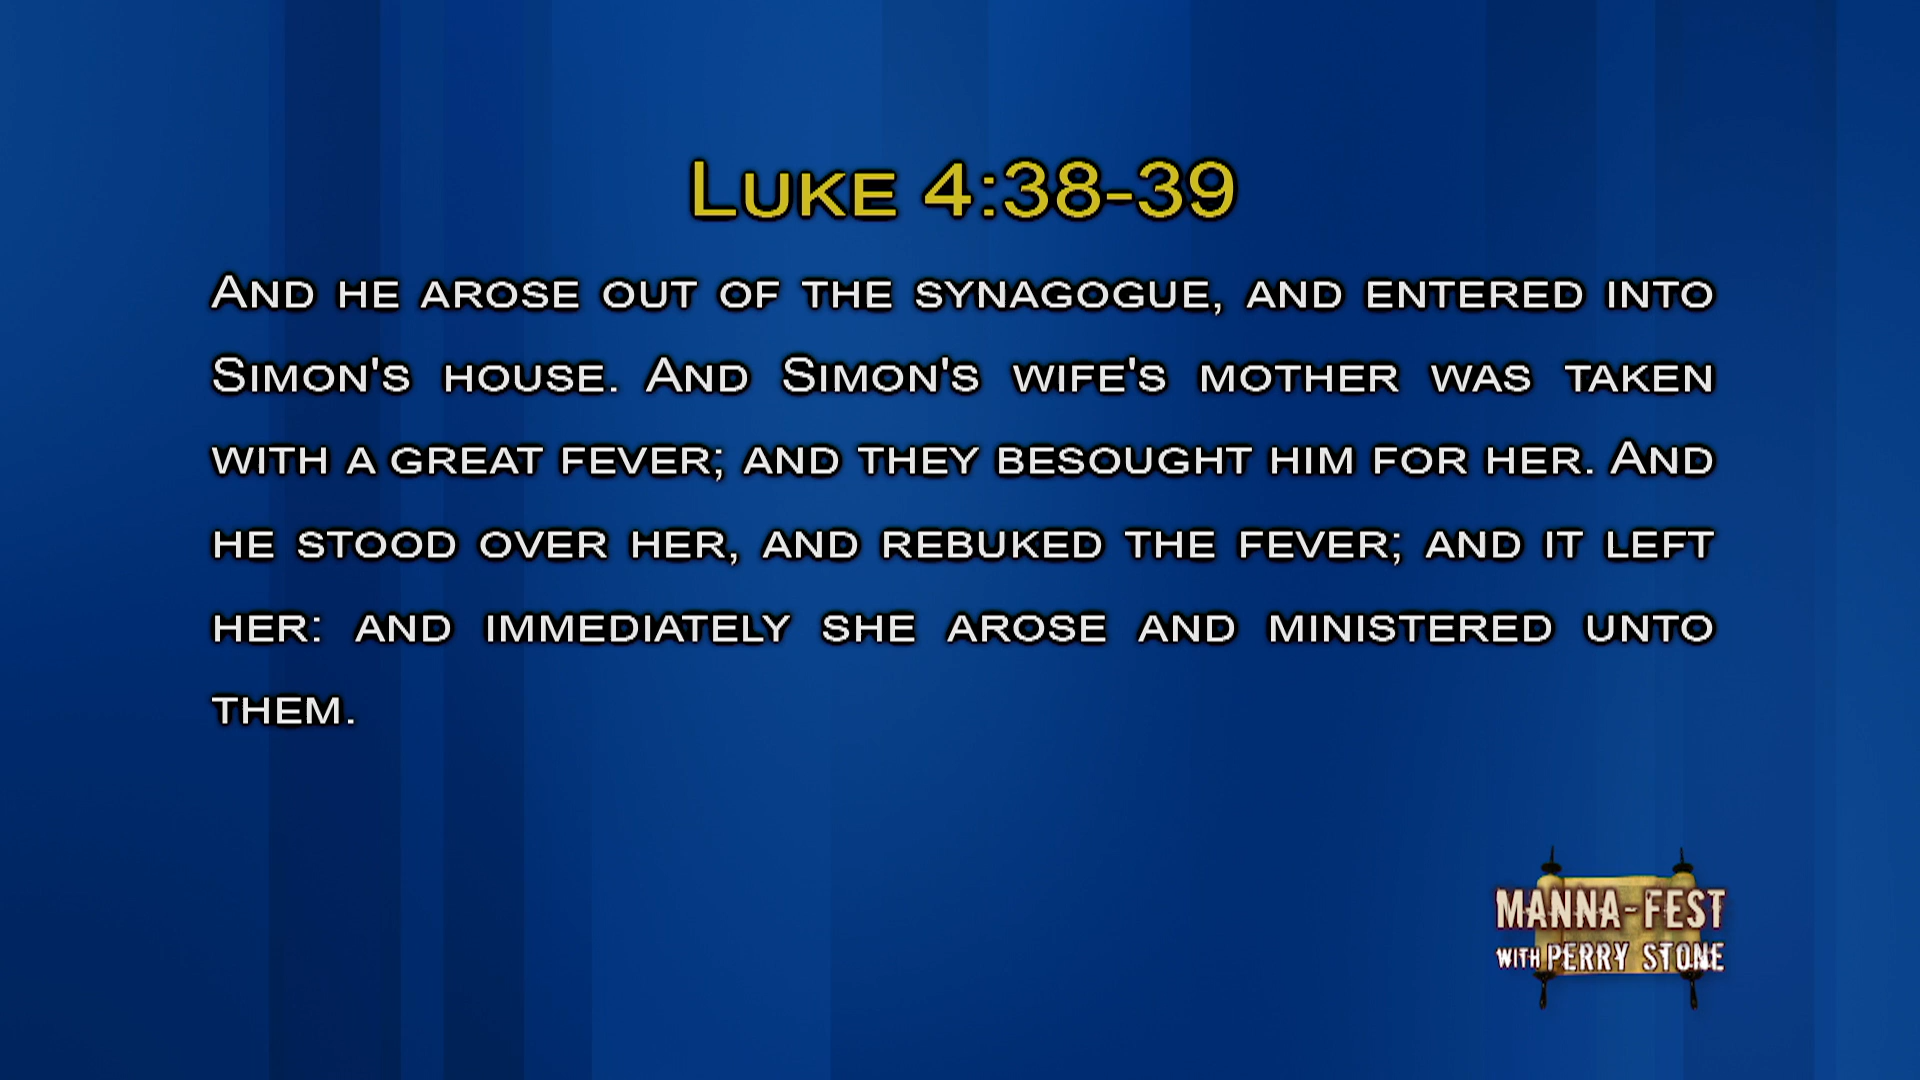 Luke 4:38-39
And he arose out of the synagogue, and entered into
Simon's house. And Simon's wife's mother was taken
with a great fever; and they besought him for her. And
he stood over her, and rebuked the fever; and it left
her: and immediately she arose and ministered unto
them.
MANNA-FEST
WITH PERRY STONE